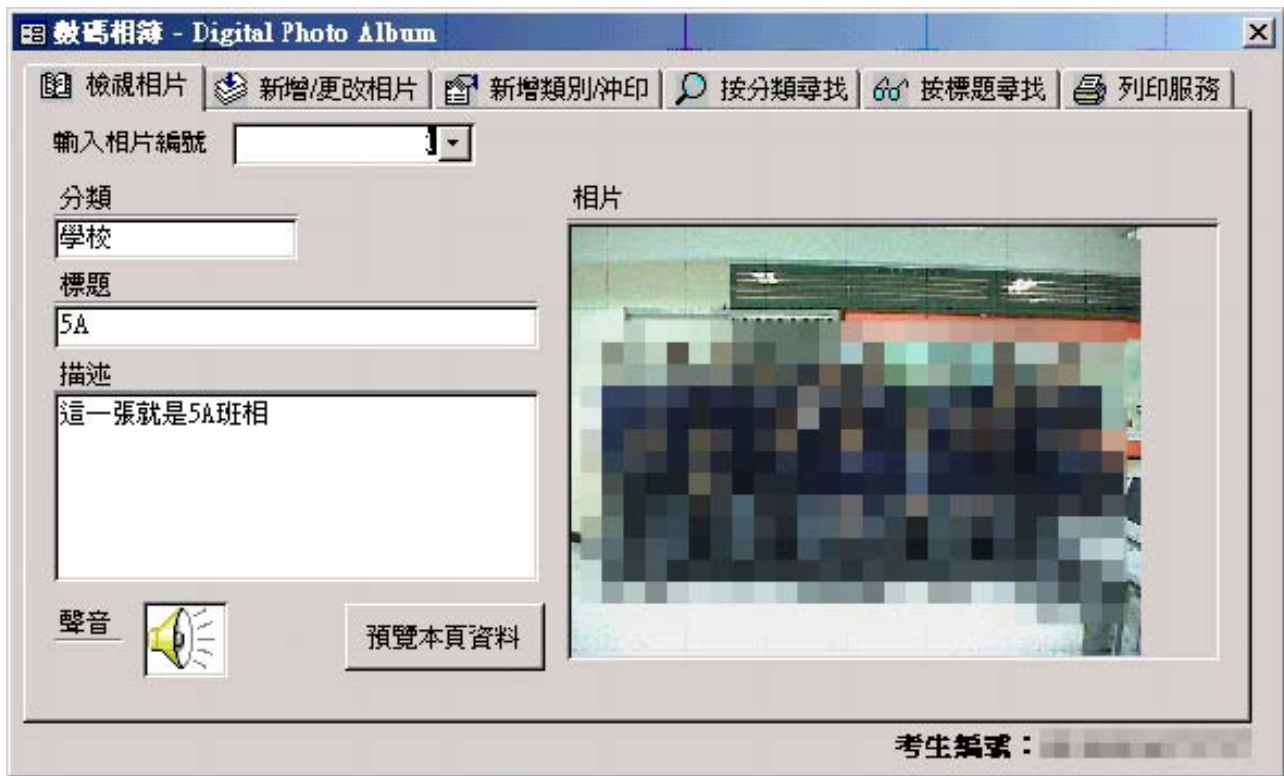 數碼相簿 - Digital Photo Album
檢視相片 新增/更改相片 新增類別/沖印 按分類尋找 按標題尋找 列印服務
輸入相片編號 1
分類 相片
學校
標題
5A
描述
這一張就是5A班相
聲音 預覽本頁資料
考生編號：